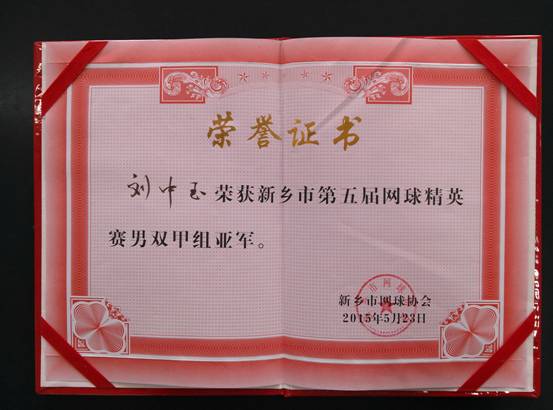 荣誉证书
刘中玉荣获新乡市第五届网球精英
赛男双甲组亚军。
新乡市网球协会
2015年5月23日